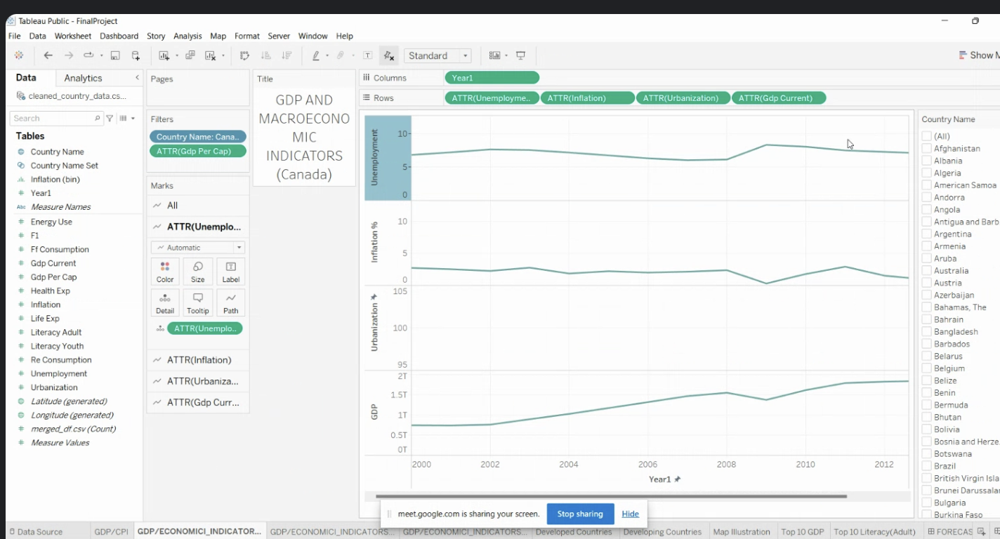 Tableau Public - FinalProject
File Data Worksheet Dashboard Story Analysis Map Format Server Window Help
Standard
Show M
Data Analytics
cleaned_country_data.cs...
Search
Tables
Country Name
Country Name Set
Inflation (bin)
Year1
Abc Measure Names
Energy Use
F1
Ff Consumption
Gdp Current
Gdp Per Cap
Health Exp
Inflation
Life Exp
Literacy Adult
Literacy Youth
Re Consumption
Unemployment
Urbanization
Latitude (generated)
Longitude (generated)
merged_df.csv (Count)
Measure Values
Pages
Filters
Country Name: Cana..
ATTR(Gdp Per Cap)
Marks
All
ATTR(Unemplo...
Automatic
Color Size Label
Detail Tooltip Path
ATTR(Unemplo..
ATTR(Inflation)
ATTR(Urbaniza...
ATTR(Gdp Curr...
Title
GDP AND
MACROECONO
MIC
INDICATORS
(Canada)
Columns Year1
Rows ATTR(Unemployme.. ATTR(Inflation) ATTR(Urbanization) ATTR(Gdp Current)
Unemployment
10
5
0
Inflation %
10
5
0
Urbanization
105
100
95
GDP
2T
1.5T
1T
0.5T
0T
2000 2002 2004 2006 2008 2010 2012
Year1
Country Name
(All)
Afghanistan
Albania
Algeria
American Samoa
Andorra
Angola
Antigua and Barb
Argentina
Armenia
Aruba
Australia
Austria
Azerbaijan
Bahamas, The
Bahrain
Bangladesh
Barbados
Belarus
Belgium
Belize
Benin
Bermuda
Bhutan
Bolivia
Bosnia and Herze.
Botswana
Brazil
British Virgin Isla
Brunei Darussala
Bulgaria
Burkina Faso
meet.google.com is sharing your screen. Stop sharing Hide
Data Source GDP/CPI GDP/ECONOMICI_INDICATOR... GDP/ECONOMICI_INDICATORS... GDP/ECONOMICI_INDICATORS... Developed Countries Developing Countries Map Illustration Top 10 GDP Top 10 Literacy(Adult) FORECAS